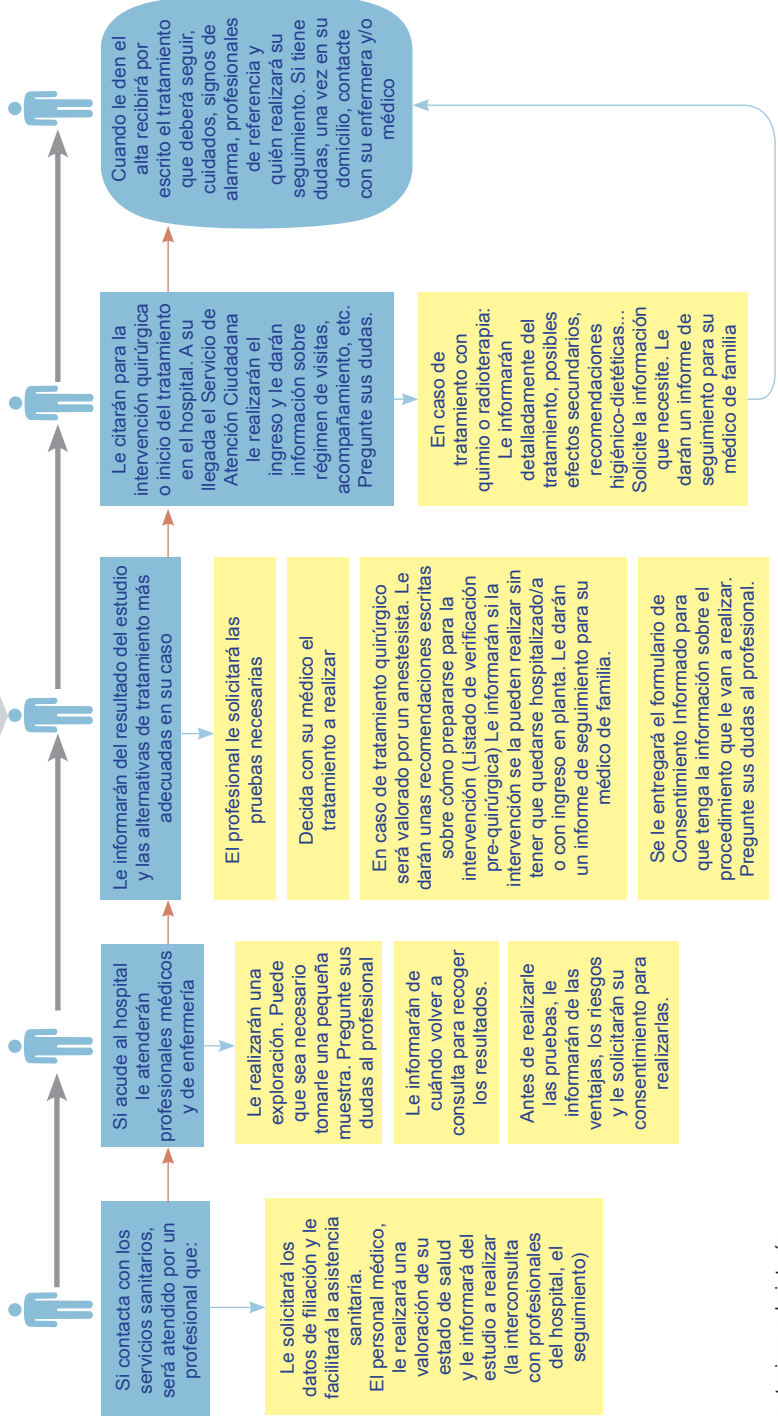 Si contacta con los
servicios sanitarios,
será atendido por un
profesional que:
Le solicitará los
datos de filiación y le
facilitará la asistencia
sanitaria.
El personal médico,
le realizará una
valoración de su
estado de salud
y le informará del
estudio a realizar
(la interconsulta
con profesionales
del hospital, el
seguimiento)
Si acude al hospital
le atenderán
profesionales médicos
y de enfermería
Le realizarán una
exploración. Puede
que sea necesario
tomarle una pequeña
muestra. Pregunte sus
dudas al profesional
Le informarán de
cuándo volver a
consulta para recoger
los resultados.
Antes de realizarle
las pruebas, le
informarán de las
ventajas, los riesgos
y le solicitarán su
consentimiento para
realizarlas.
Le informarán del resultado del estudio
y las alternativas de tratamiento más
adecuadas en su caso
El profesional le solicitará las
pruebas necesarias
Decida con su médico el
tratamiento a realizar
En caso de tratamiento quirúrgico
será valorado por un anestesista. Le
darán unas recomendaciones escritas
sobre cómo prepararse para la
intervención (Listado de verificación
pre-quirúrgica) Le informarán si la
intervención se la pueden realizar sin
tener que quedarse hospitalizado/a
o con ingreso en planta. Le darán
un informe de seguimiento para su
médico de familia.
Se le entregará el formulario de
Consentimiento Informado para
que tenga la información sobre el
procedimiento que le van a realizar.
Pregunte sus dudas al profesional.
Le citarán para la
intervención quirúrgica
o inicio del tratamiento
en el hospital. A su
llegada el Servicio de
Atención Ciudadana
le realizarán el
ingreso y le darán
información sobre
régimen de visitas,
acompañamiento, etc.
Pregunte sus dudas.
En caso de
tratamiento con
quimio o radioterapia:
Le informarán
detalladamente del
tratamiento, posibles
efectos secundarios,
recomendaciones
higiénico-dietéticas...
Solicite la información
que necesite. Le
darán un informe de
seguimiento para su
médico de familia
Cuando le den el
alta recibirá por
escrito el tratamiento
que deberá seguir,
cuidados, signos de
alarma, profesionales
de referencia y
quién realizará su
seguimiento. Si tiene
dudas, una vez en su
domicilio, contacte
con su enfermera y/o
médico